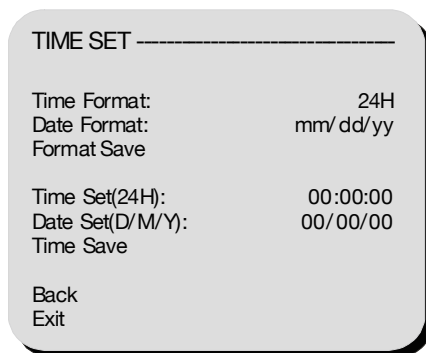 TIME SET ----------------------------------
Time Format: 24H
Date Format: mm/dd/yy
Format Save
Time Set(24H): 00:00:00
Date Set(D/M/Y): 00/00/00
Time Save
Back
Exit